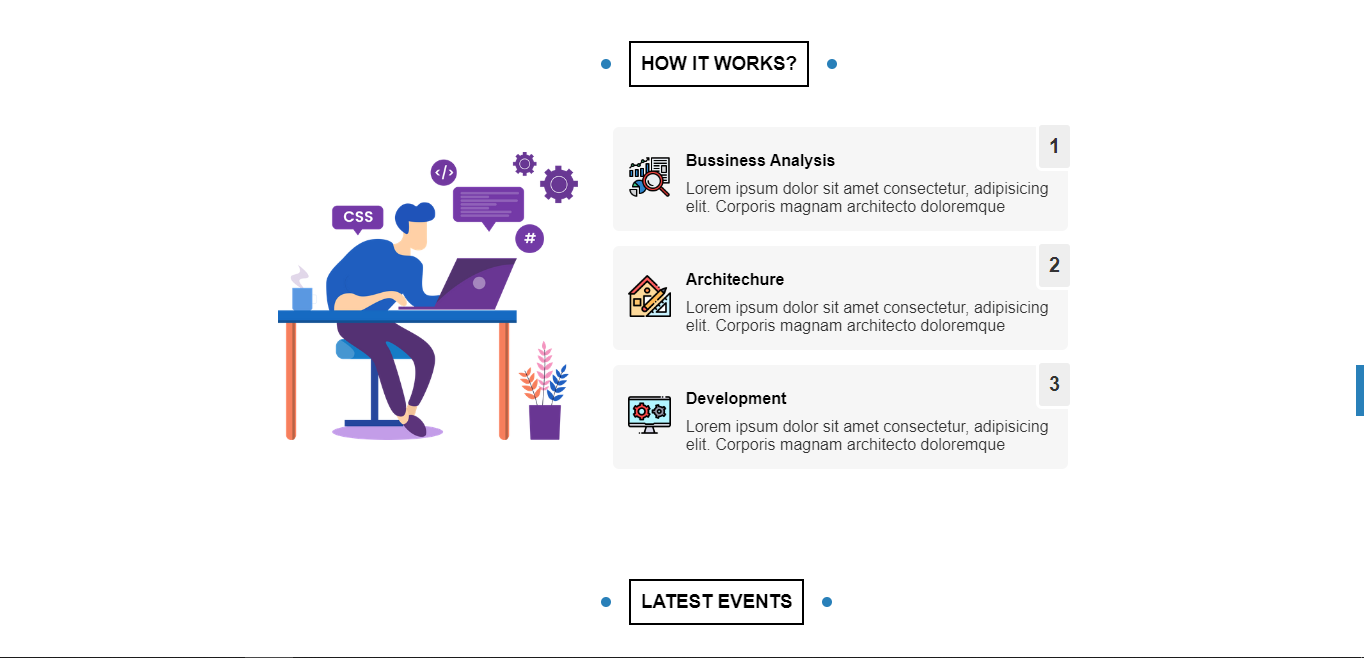 HOW IT WORKS?
</>
CSS
#
1
Bussiness Analysis
Lorem ipsum dolor sit amet consectetur, adipisicing
elit. Corporis magnam architecto doloremque
2
Architechure
Lorem ipsum dolor sit amet consectetur, adipisicing
elit. Corporis magnam architecto doloremque
3
Development
Lorem ipsum dolor sit amet consectetur, adipisicing
elit. Corporis magnam architecto doloremque
LATEST EVENTS